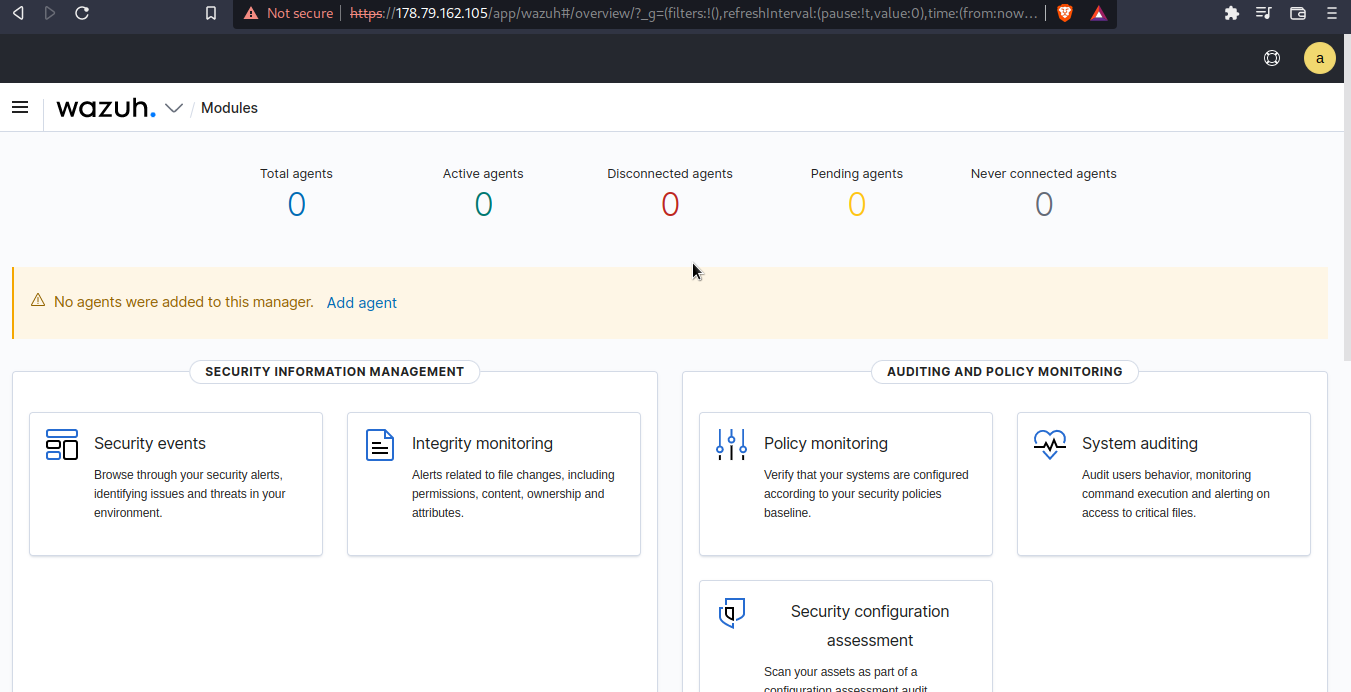 Not secure https://178.79.162.105/app/wazuh#/overview/?_g=(filters:!(),refreshInterval:(pause:!t,value:0),time:(from:now…
a
wazuh. / Modules
Total agents Active agents Disconnected agents Pending agents Never connected agents
0 0 0 0 0
No agents were added to this manager. Add agent
SECURITY INFORMATION MANAGEMENT
Security events
Browse through your security alerts,
identifying issues and threats in your
environment.
Integrity monitoring
Alerts related to file changes, including
permissions, content, ownership and
attributes.
AUDITING AND POLICY MONITORING
Policy monitoring
Verify that your systems are configured
according to your security policies
baseline.
System auditing
Audit users behavior, monitoring
command execution and alerting on
access to critical files.
Security configuration
assessment
Scan your assets as part of a
configuration assessment audit